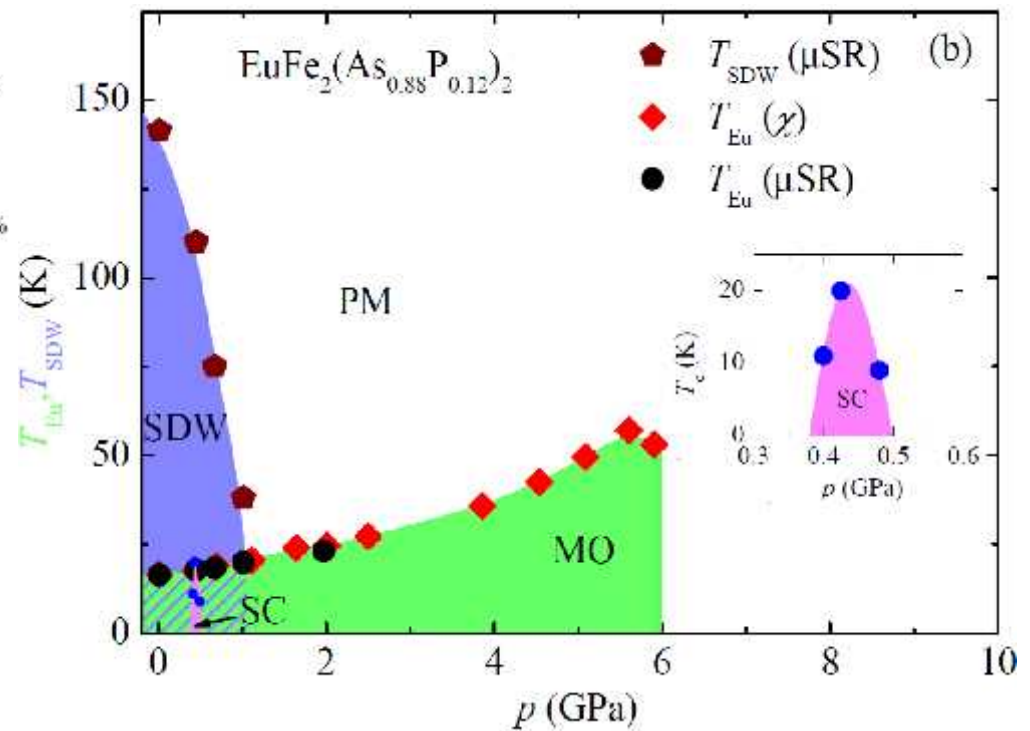 EuFe2(As0.88P0.12)2
(b)
TSDW (μSR)
TEu (χ)
TEu (μSR)
%
150
100
50
0
TEu, TSDW (K)
PM
SDW
MO
SC
0 2 4 6 8 10
p (GPa)
20
10
0
Tc (K)
SC
0.3 0.4 0.5 0.6
p (GPa)